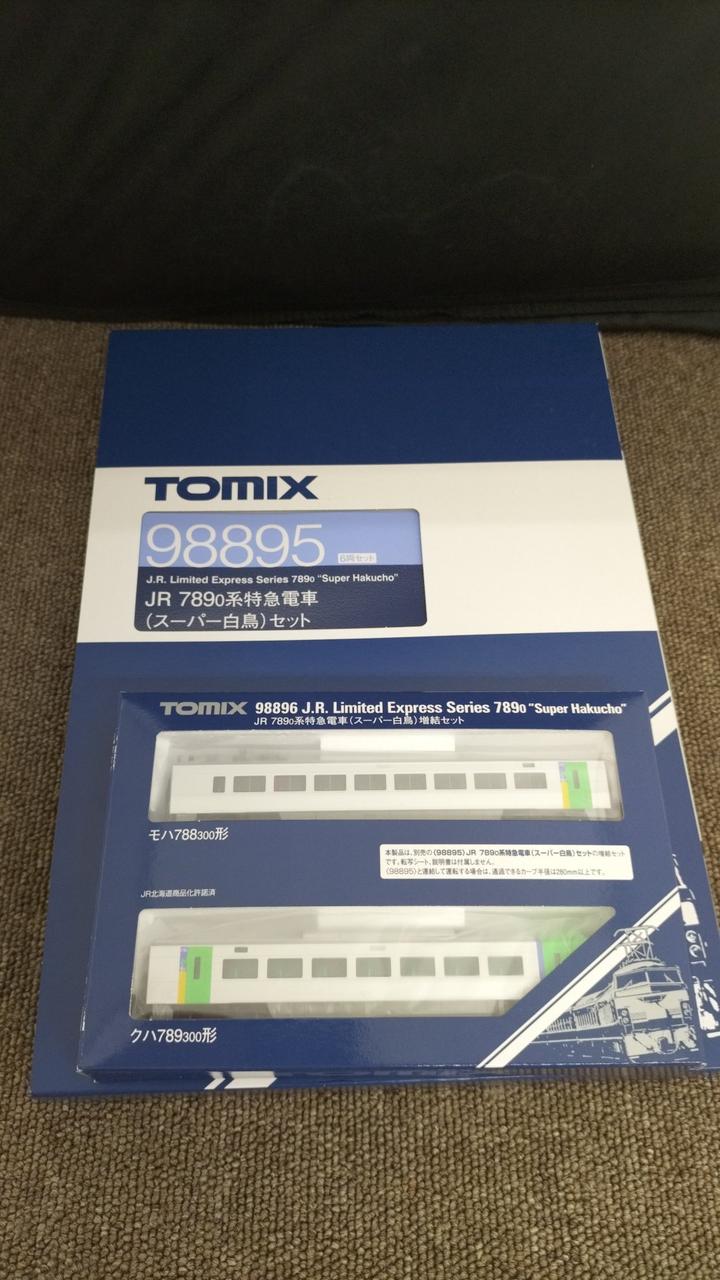 TOMIX
98895 6両セット
J.R. Limited Express Series 7890 "Super Hakucho"
JR 7890系特急電車
(スーパー白鳥)セット
TOMIX 98896 J.R. Limited Express Series 7890 "Super Hakucho"
JR 7890系特急電車(スーパー白鳥)増結セット
モハ788300形
本製品は、別売の〈98895〉JR 7890系特急電車(スーパー白鳥)セットの増結セット
です。転写シート、説明書は付属しません。
〈98895〉と連結して運転する場合は、通過できるカーブ半径は280mm以上です。
JR北海道商品化許諾済
クハ789300形